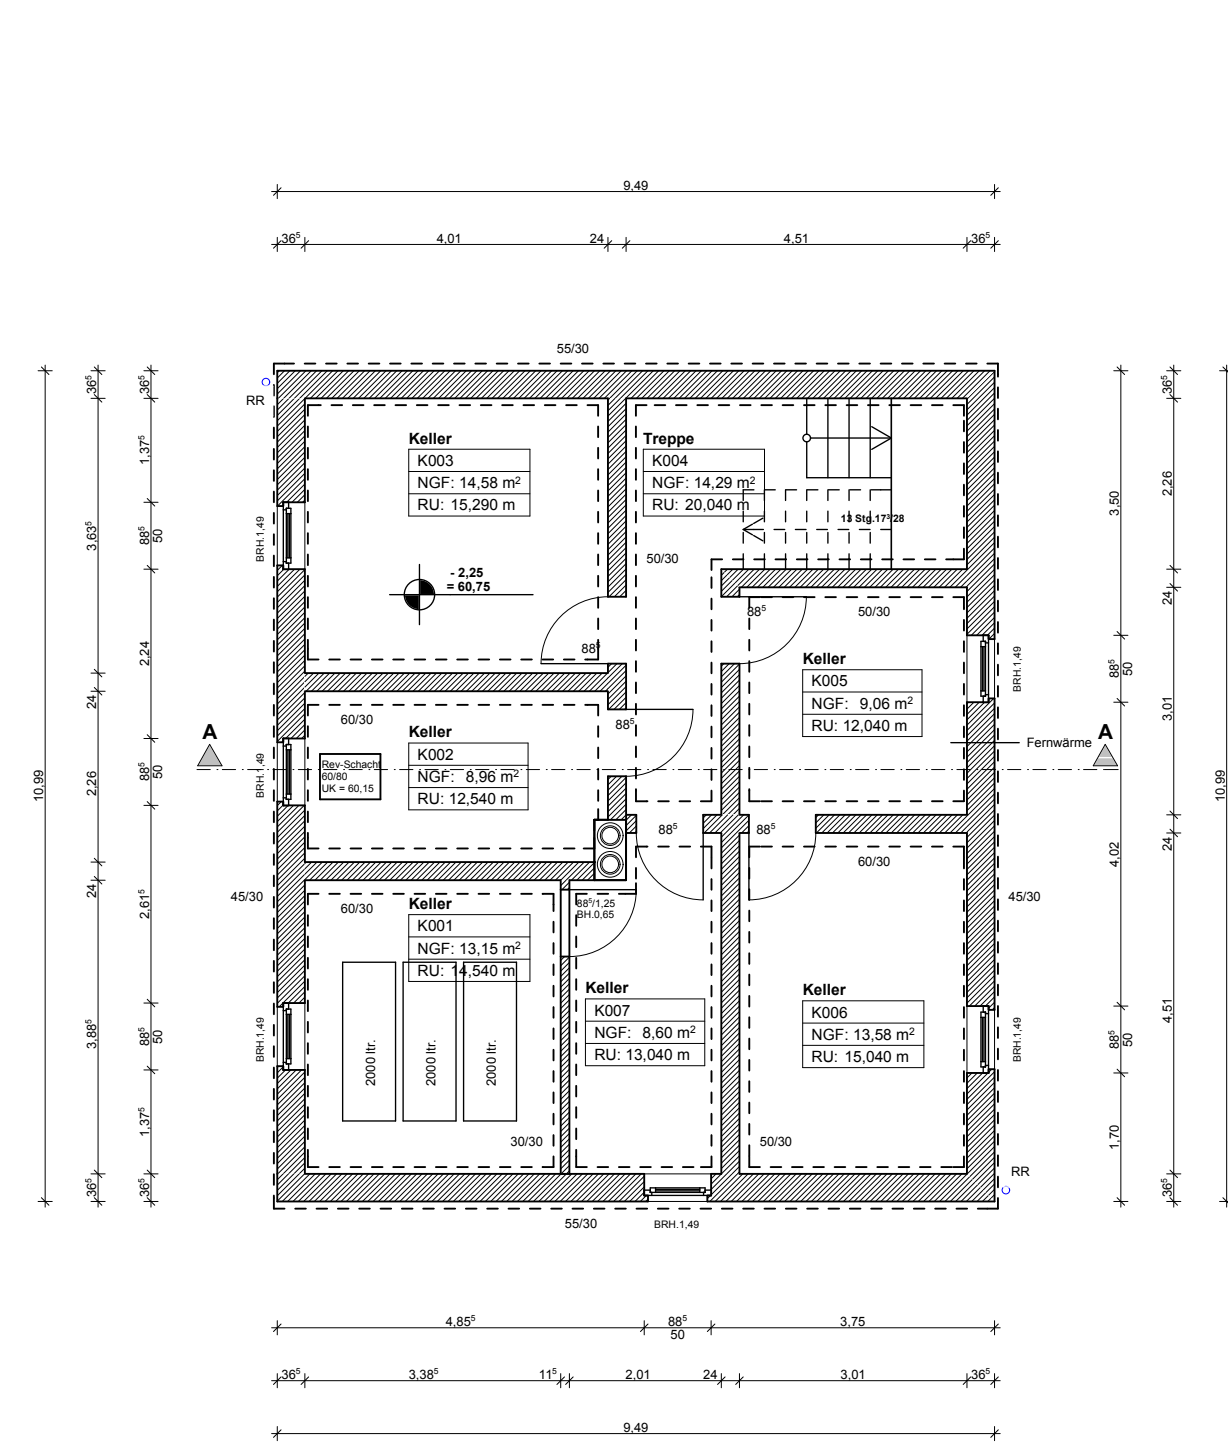 9,49
36⁵ 4,01 24 4,51 36⁵
55/30
RR
10,99
36⁵
3,63⁵
24
2,26
24
3,88⁵
36⁵
36⁵
1,37⁵
88⁵
50
2,24
88⁵
50
2,61⁵
88⁵
50
1,37⁵
36⁵
BRH.1,49
BRH.1,49
BRH.1,49
45/30
A
Keller
K003
NGF: 14,58 m²
RU: 15,290 m
- 2,25
= 60,75
88⁵
Treppe
K004
NGF: 14,29 m²
RU: 20,040 m
13 Stg.17³/28
50/30
88⁵
50/30
Keller
K005
NGF: 9,06 m²
RU: 12,040 m
Fernwärme
A
60/30
Keller
K002
NGF: 8,96 m²
RU: 12,540 m
Rev-Schacht
60/80
UK = 60,15
88⁵
88⁵
88⁵
60/30
60/30
Keller
K001
NGF: 13,15 m²
RU: 14,540 m
2000 ltr.
2000 ltr.
2000 ltr.
30/30
88⁵/1,25
BH.0,65
Keller
K007
NGF: 8,60 m²
RU: 13,040 m
Keller
K006
NGF: 13,58 m²
RU: 15,040 m
50/30
BRH.1,49
BRH.1,49
45/30
RR
55/30
BRH.1,49
3,50
88⁵
50
4,02
88⁵
50
1,70
36⁵
2,26
24
3,01
24
4,51
36⁵
10,99
4,85⁵ 88⁵ 3,75
50
36⁵ 3,38⁵ 11⁵ 2,01 24 3,01 36⁵
9,49